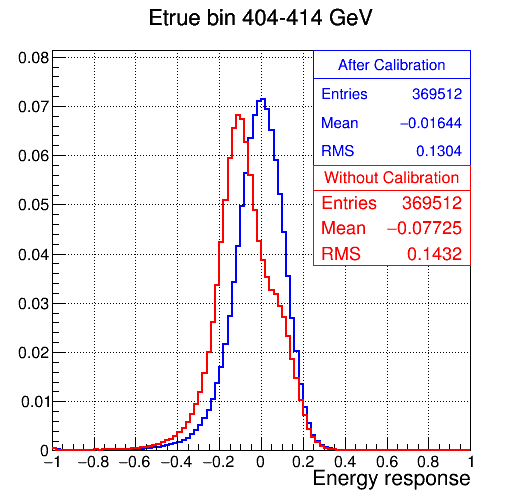 Etrue bin 404-414 GeV
After Calibration
Entries 369512
Mean −0.01644
RMS 0.1304
Without Calibration
Entries 369512
Mean −0.07725
RMS 0.1432
0.08
0.07
0.06
0.05
0.04
0.03
0.02
0.01
0
−1 −0.8 −0.6 −0.4 −0.2 0 0.2 0.4 0.6 0.8 1
Energy response